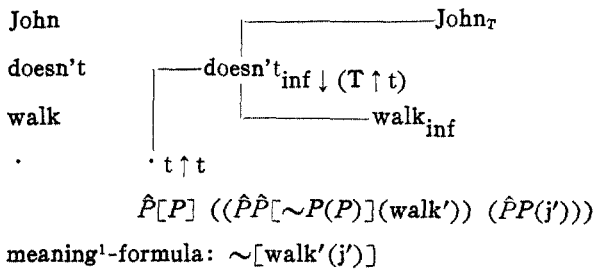 John John_T
doesn't doesn't_inf ↓ (T ↑ t)
walk walk_inf
. . t ↑ t
P̂[P] ((P̂P̂[∼P(P)](walk′)) (P̂P(j′)))
meaning¹-formula: ∼[walk′(j′)]